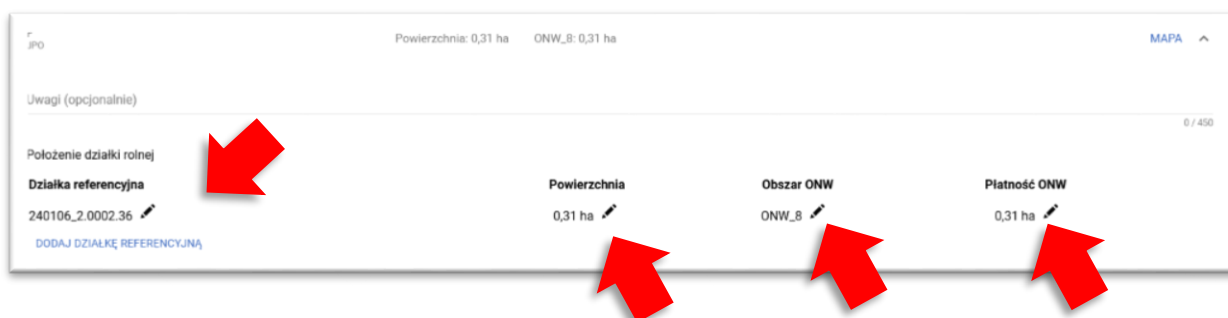 JPO Powierzchnia: 0,31 ha ONW_8: 0,31 ha MAPA
Uwagi (opcjonalnie)
0 / 450
Położenie działki rolnej
Działka referencyjna Powierzchnia Obszar ONW Płatność ONW
240106_2.0002.36 0,31 ha ONW_8 0,31 ha
DODAJ DZIAŁKĘ REFERENCYJNĄ